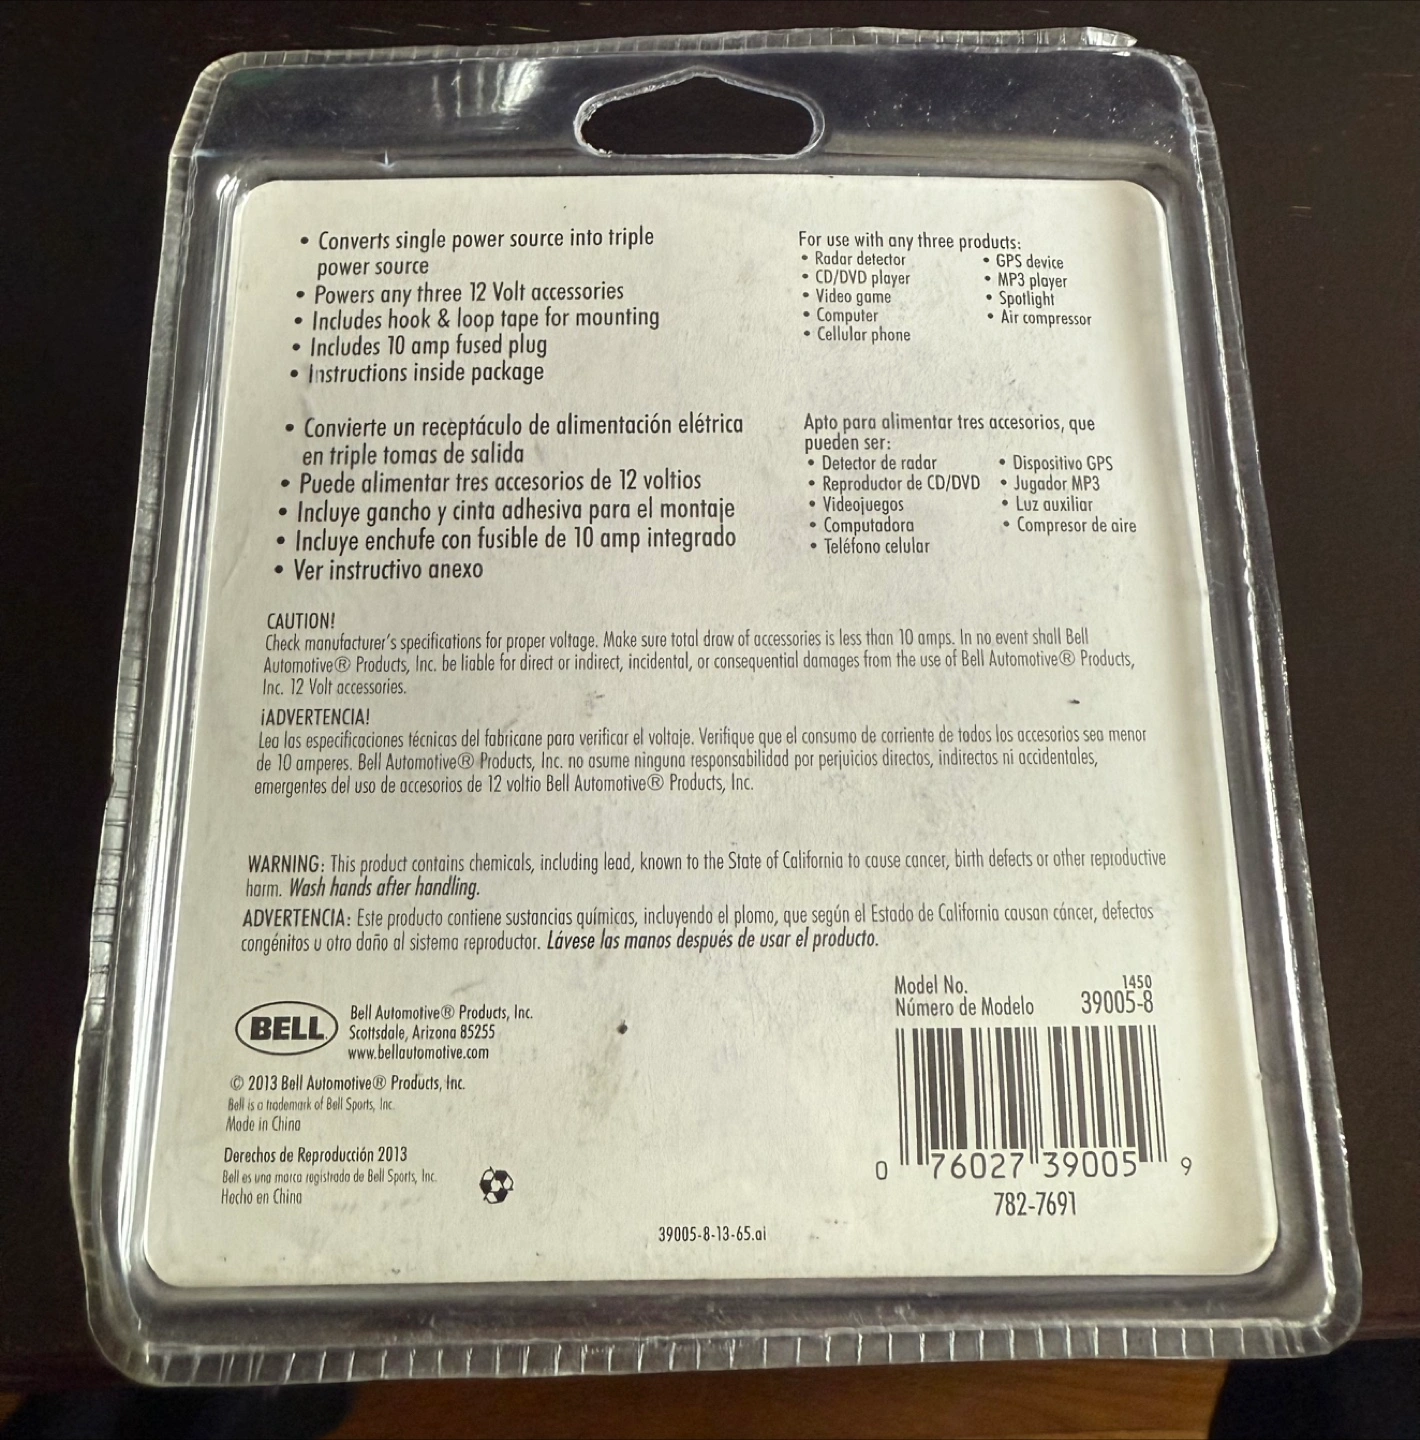 • Converts single power source into triple
power source
• Powers any three 12 Volt accessories
• Includes hook & loop tape for mounting
• Includes 10 amp fused plug
• Instructions inside package
For use with any three products:
• Radar detector
• CD/DVD player
• Video game
• Computer
• Cellular phone
• GPS device
• MP3 player
• Spotlight
• Air compressor
• Convierte un receptáculo de alimentación elétrica
en triple tomas de salida
• Puede alimentar tres accesorios de 12 voltios
• Incluye gancho y cinta adhesiva para el montaje
• Incluye enchufe con fusible de 10 amp integrado
• Ver instructivo anexo
Apto para alimentar tres accesorios, que
pueden ser:
• Detector de radar
• Reproductor de CD/DVD
• Videojuegos
• Computadora
• Teléfono celular
• Dispositivo GPS
• Jugador MP3
• Luz auxiliar
• Compresor de aire
CAUTION!
Check manufacturer's specifications for proper voltage. Make sure total draw of accessories is less than 10 amps. In no event shall Bell
Automotive® Products, Inc. be liable for direct or indirect, incidental, or consequential damages from the use of Bell Automotive® Products,
Inc. 12 Volt accessories.
¡ADVERTENCIA!
Lea las especificaciones técnicas del fabricane para verificar el voltaje. Verifique que el consumo de corriente de todos los accesorios sea menor
de 10 amperes. Bell Automotive® Products, Inc. no asume ninguna responsabilidad por perjuicios directos, indirectos ni accidentales,
emergentes del uso de accesorios de 12 voltio Bell Automotive® Products, Inc.
WARNING: This product contains chemicals, including lead, known to the State of California to cause cancer, birth defects or other reproductive
harm. Wash hands after handling.
ADVERTENCIA: Este producto contiene sustancias químicas, incluyendo el plomo, que según el Estado de California causan cáncer, defectos
congénitos u otro daño al sistema reproductor. Lávese las manos después de usar el producto.
BELL
Bell Automotive® Products, Inc.
Scottsdale, Arizona 85255
www.bellautomotive.com
© 2013 Bell Automotive® Products, Inc.
Bell is a trademark of Bell Sports, Inc.
Made in China
Derechos de Reproducción 2013
Bell es una marca registrada de Bell Sports, Inc.
Hecho en China
Model No. 1450
Número de Modelo 39005-8
0 76027 39005 9
782-7691
39005-8-13-65.ai